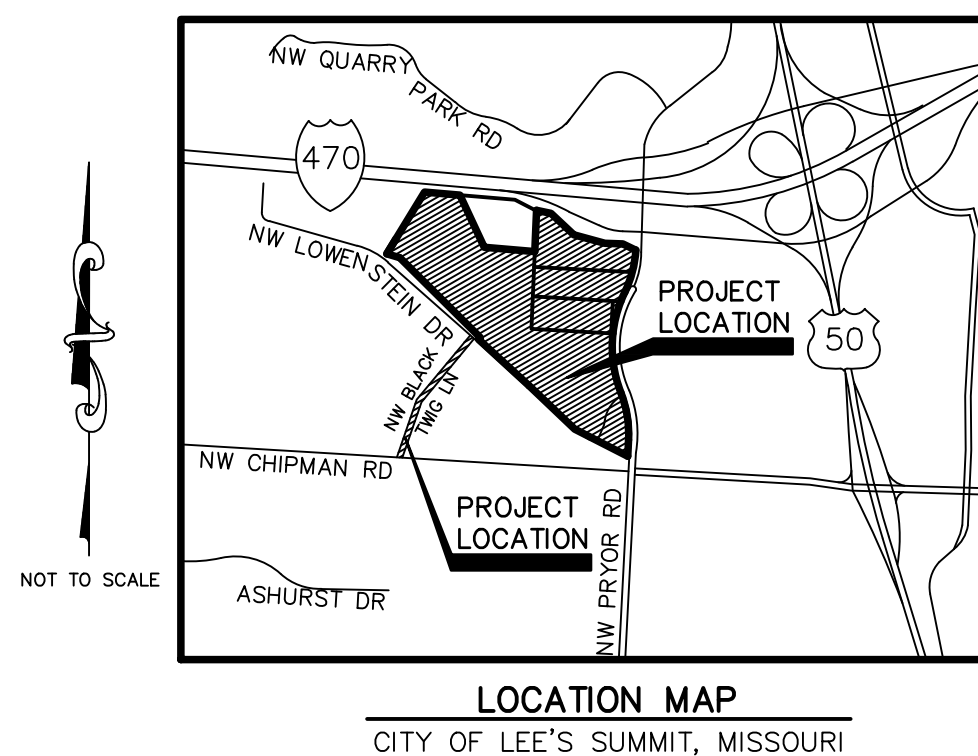 NW QUARRY
PARK RD
470
NW LOWENSTEIN DR
PROJECT
LOCATION
50
NW BLACK
TWIG LN
NW CHIPMAN RD
PROJECT
LOCATION
NW PRYOR RD
NOT TO SCALE
ASHURST DR
LOCATION MAP
CITY OF LEE'S SUMMIT, MISSOURI